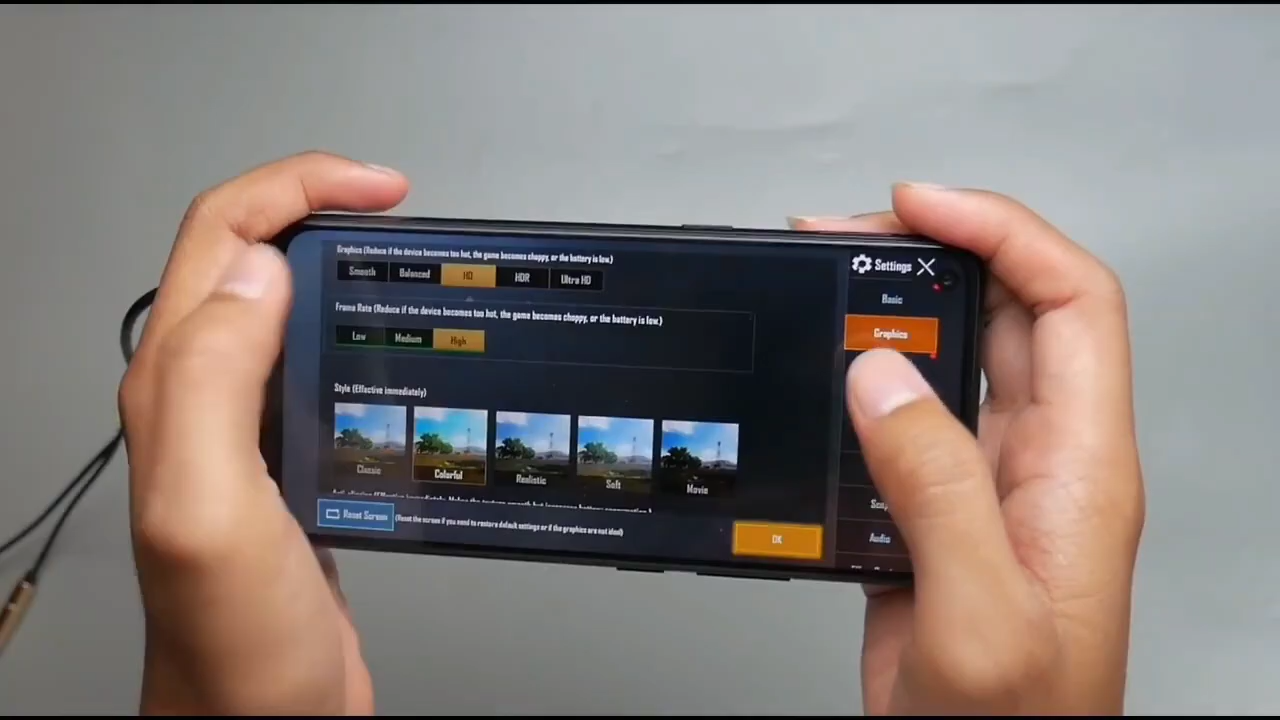 Graphics (Reduce if the device becomes too hot, the game becomes choppy, or the battery is low.)
Smooth Balanced HD HDR Ultra HD
Frame Rate (Reduce if the device becomes too hot, the game becomes choppy, or the battery is low.)
Low Medium High
Style (Effective immediately)
Classic Colorful Realistic Soft Movie
Reset Screen (Reset the screen if you need to restore default settings or if the graphics are not ideal)
OK
Settings
Basic
Graphics
Audio